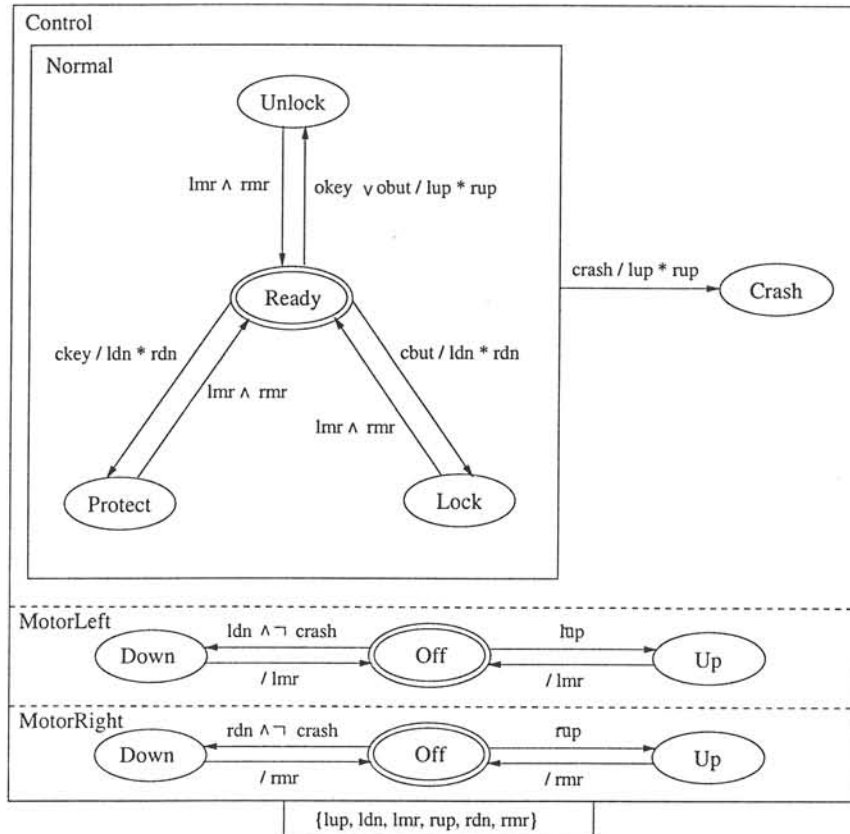 Control
Normal
Unlock
lmr ∧ rmr
okey ∨ obut / lup * rup
crash / lup * rup
Ready
Crash
ckey / ldn * rdn
cbut / ldn * rdn
lmr ∧ rmr
lmr ∧ rmr
Protect
Lock
MotorLeft
ldn ∧ ¬ crash
lup
Down
Off
Up
/ lmr
/ lmr
MotorRight
rdn ∧ ¬ crash
rup
Down
Off
Up
/ rmr
/ rmr
{lup, ldn, lmr, rup, rdn, rmr}